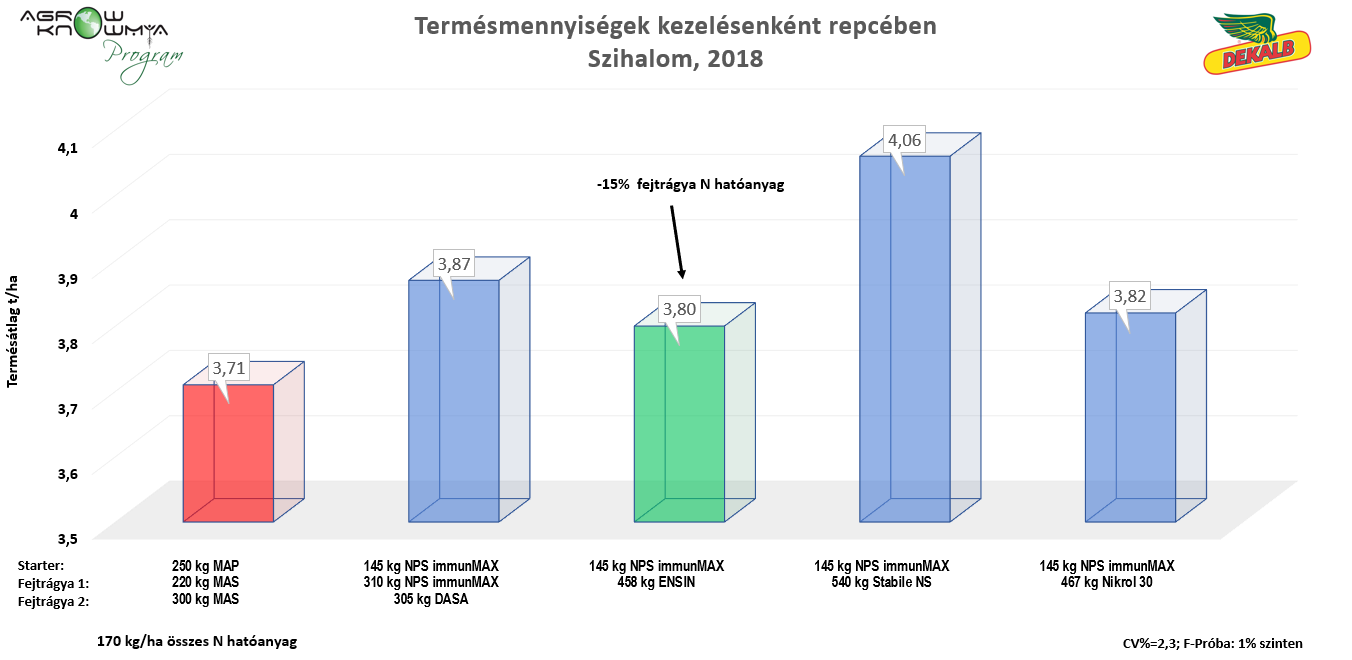 AGROW
KNOWMYA
Program
Termésmennyiségek kezelésenként repcében
Szihalom, 2018
DEKALB
Termésátlag t/ha
4,1
4
3,9
3,8
3,7
3,6
3,5
-15% fejtrágya N hatóanyag
3,71
3,87
3,80
4,06
3,82
Starter: 250 kg MAP 145 kg NPS immunMAX 145 kg NPS immunMAX 145 kg NPS immunMAX 145 kg NPS immunMAX
Fejtrágya 1: 220 kg MAS 310 kg NPS immunMAX 458 kg ENSIN 540 kg Stabile NS 467 kg Nikrol 30
Fejtrágya 2: 300 kg MAS 305 kg DASA
170 kg/ha összes N hatóanyag
CV%=2,3; F-Próba: 1% szinten